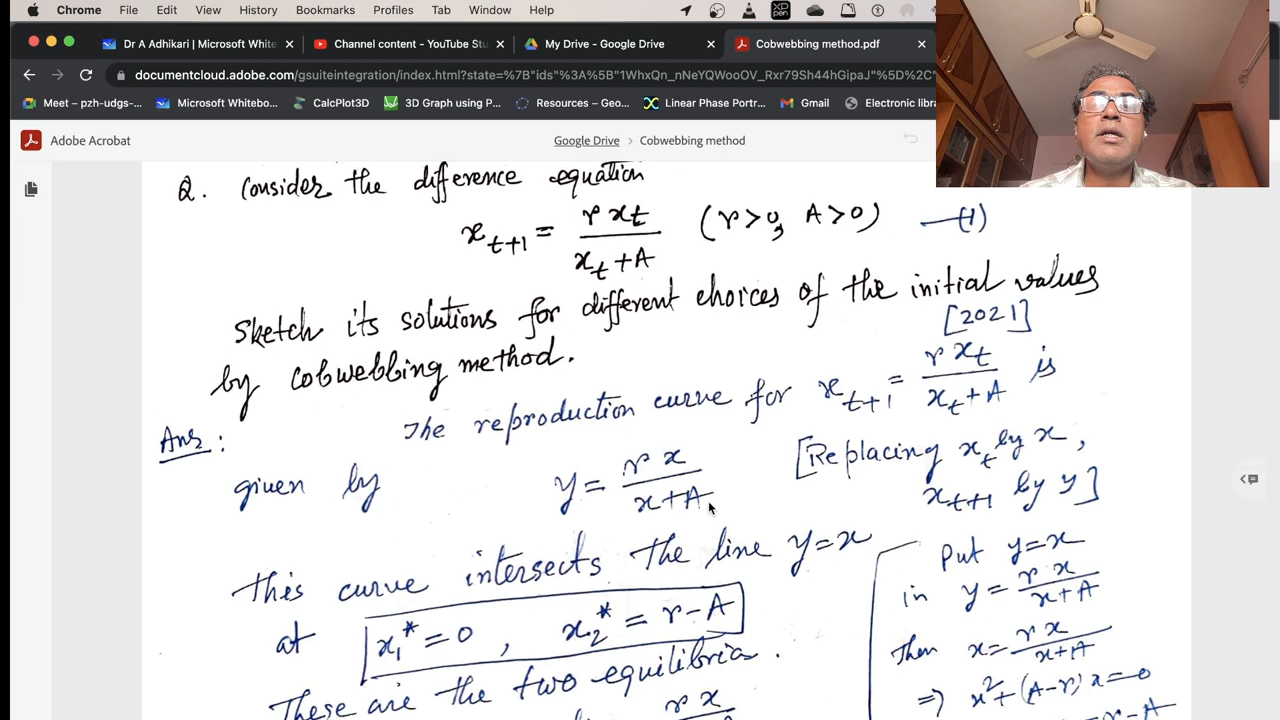 Chrome File Edit View History Bookmarks Profiles Tab Window Help
Dr A Adhikari | Microsoft White × Channel content - YouTube Stu × My Drive - Google Drive × Cobwebbing method.pdf ×
documentcloud.adobe.com/gsuiteintegration/index.html?state=%7B"ids"%3A%5B"1WhxQn_nNeYQWooOV_Rxr79Sh44hGipaJ"%5D%2C"
Meet – pzh-udgs-... Microsoft Whitebo... CalcPlot3D 3D Graph using P... Resources – Geo... Linear Phase Portr... Gmail Electronic libra
Adobe Acrobat Google Drive > Cobwebbing method
Q. Consider the difference equation
x_{t+1} = r x_t / (x_t + A) (r>0, A>0) —(1)
Sketch its solutions for different choices of the initial values
by cobwebbing method. [2021]
Ans: The reproduction curve for x_{t+1} = r x_t / (x_t + A) is
given by y = r x / (x+A) [Replacing x_t by x,
x_{t+1} by y]
This curve intersects the line y=x
at x_1^* = 0 , x_2^* = r-A
These are the two equilibria.
r x
Put y=x
in y = r x / (x+A)
Then x = r x / (x+A)
⇒ x^2+(A-r)x=0
= r-A